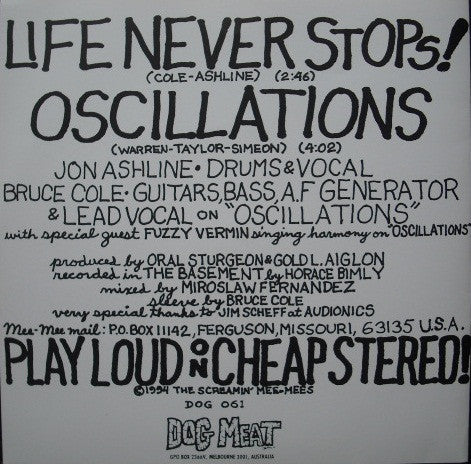 LIFE NEVER STOPS!
(COLE-ASHLINE) (2:46)
OSCILLATIONS
(WARREN-TAYLOR-SIMEON) (4:02)
JON ASHLINE • DRUMS & VOCAL
BRUCE COLE • GUITARS, BASS, A.F GENERATOR
& LEAD VOCAL ON "OSCILLATIONS"
with special guest FUZZY VERMIN singing harmony on "OSCILLATIONS"
produced by ORAL STURGEON & GOLD L. AIGLON
recorded in THE BASEMENT by HORACE BIMLY
mixed by MIROSLAW FERNANDEZ
sleeve by BRUCE COLE
very special thanks to JIM SCHEFF at AUDIONICS
Mee-Mee mail: P.O. BOX 11142, FERGUSON, MISSOURI, 63135 U.S.A.
PLAY LOUD ON CHEAP STEREO!
©1994 THE SCREAMIN' MEE-MEES
DOG 061
DOG MEAT
GPO BOX 2366V, MELBOURNE 3001, AUSTRALIA